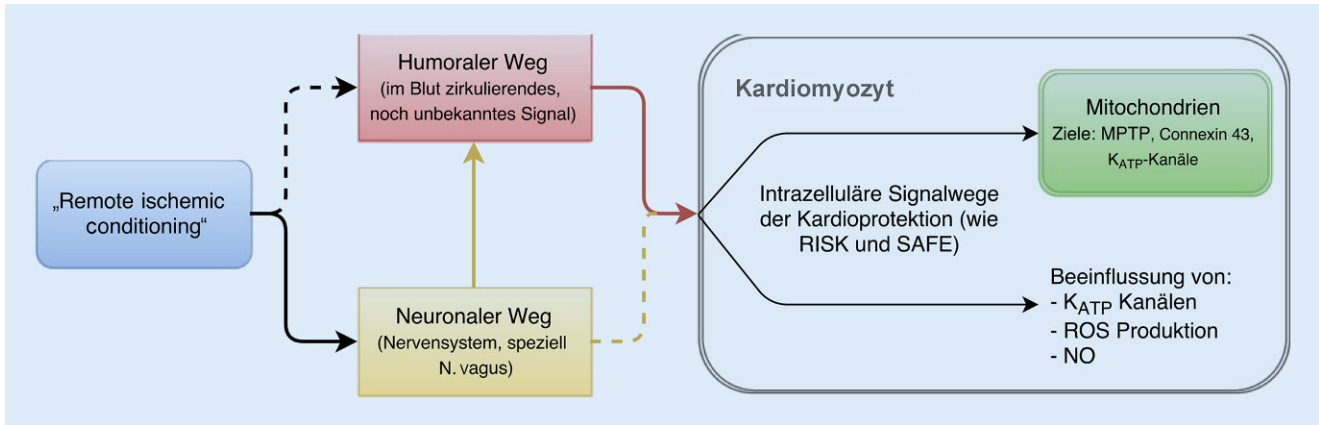 „Remote ischemic
conditioning“
Humoraler Weg
(im Blut zirkulierendes,
noch unbekanntes Signal)
Neuronaler Weg
(Nervensystem, speziell
N. vagus)
Kardiomyozyt
Intrazelluläre Signalwege
der Kardioprotektion (wie
RISK und SAFE)
Mitochondrien
Ziele: MPTP, Connexin 43,
KATP-Kanäle
Beeinflussung von:
- KATP Kanälen
- ROS Produktion
- NO